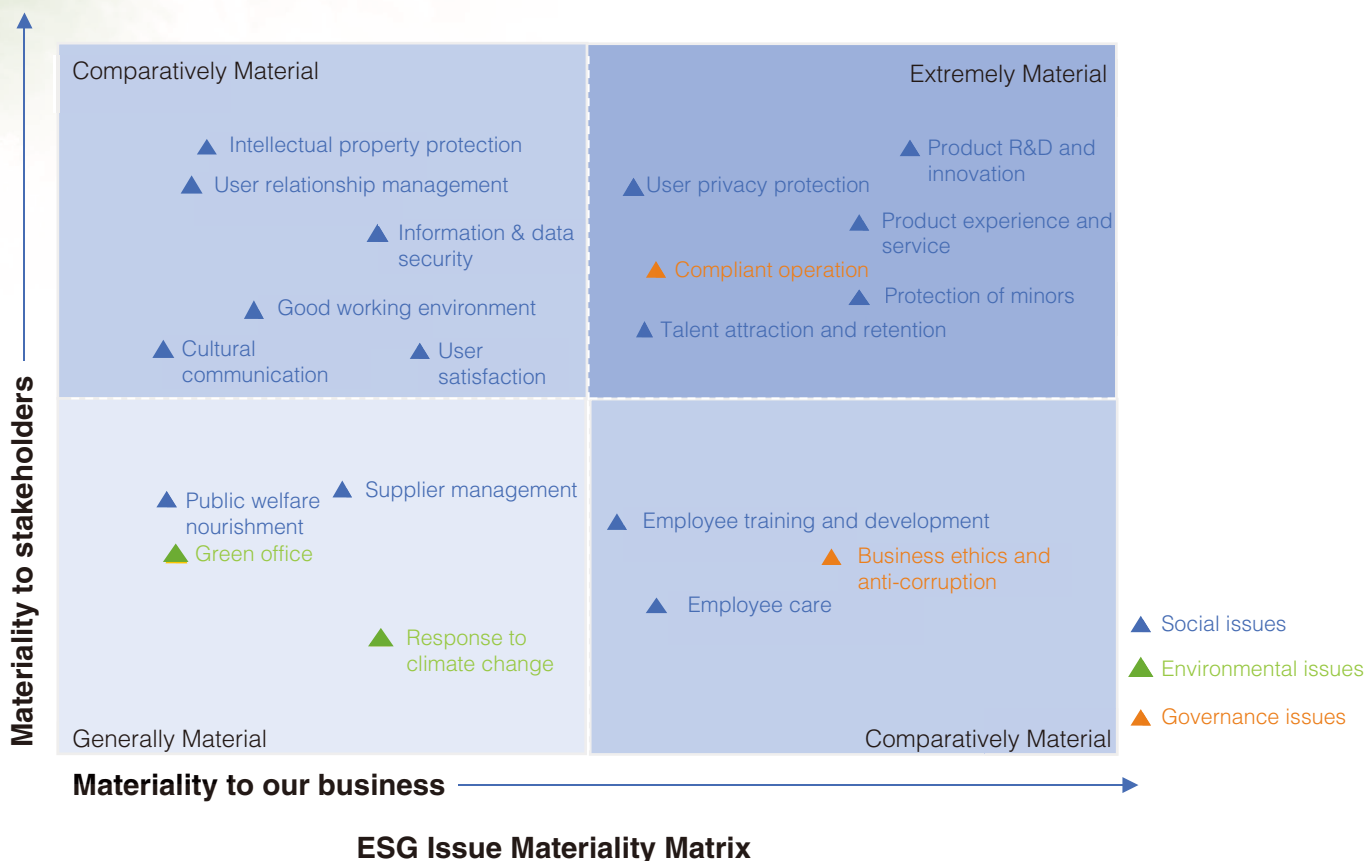 Materiality to stakeholders
Comparatively Material
Extremely Material
Intellectual property protection
User relationship management
Information & data
security
Good working environment
Cultural
communication
User
satisfaction
Product R&D and
innovation
User privacy protection
Product experience and
service
Compliant operation
Protection of minors
Talent attraction and retention
Public welfare
nourishment
Supplier management
Green office
Response to
climate change
Generally Material
Employee training and development
Business ethics and
anti-corruption
Employee care
Comparatively Material
Social issues
Environmental issues
Governance issues
Materiality to our business
ESG Issue Materiality Matrix